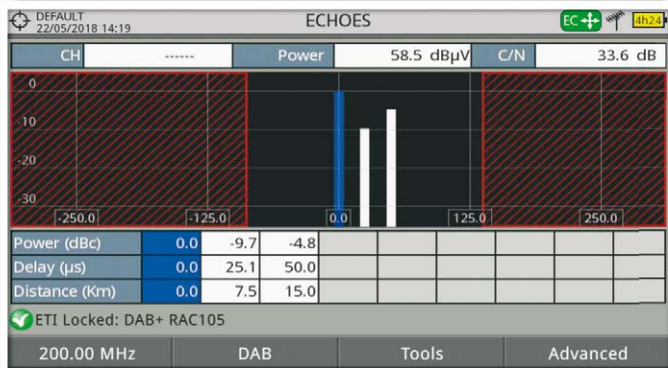 DEFAULT
22/05/2018 14:19
ECHOES
EC
4h24
CH ------ Power 58.5 dBµV C/N 33.6 dB
0
-10
-20
-30
-250.0 -125.0 0.0 125.0 250.0
Power (dBc) 0.0 -9.7 -4.8
Delay (µs) 0.0 25.1 50.0
Distance (Km) 0.0 7.5 15.0
ETI Locked: DAB+ RAC105
200.00 MHz DAB Tools Advanced